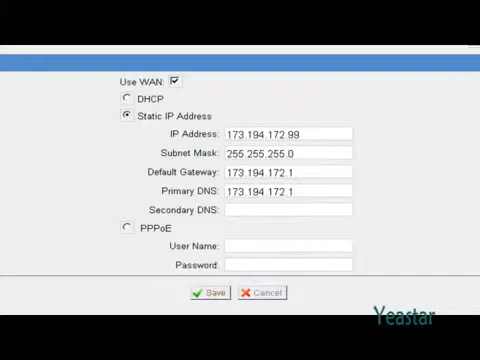 Use WAN:
DHCP
Static IP Address
IP Address: 173.194.172.99
Subnet Mask: 255.255.255.0
Default Gateway: 173.194.172.1
Primary DNS: 173.194.172.1
Secondary DNS:
PPPoE
User Name:
Password:
Save Cancel
Yeastar